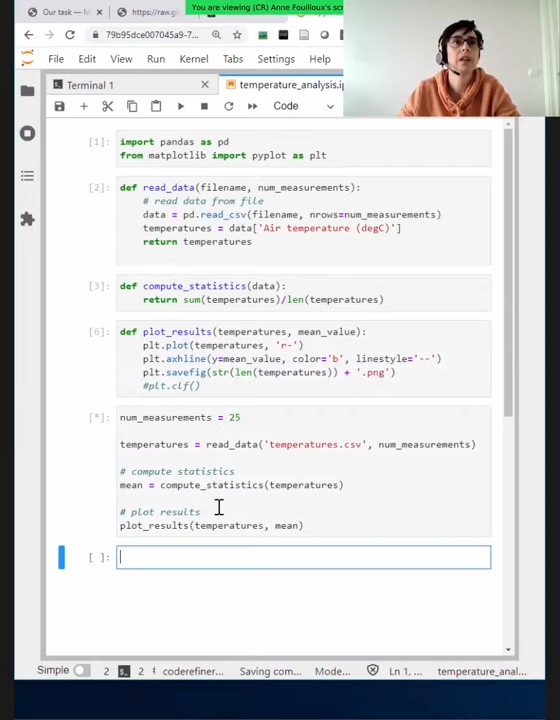 You are viewing (CR) Anne Fouilloux's scr
Our task — M
https://raw.gi
79b95dce007045a9-7
File Edit View Run Kernel Tabs Settings
Terminal 1
temperature_analysis.ip
Code
[1]: import pandas as pd
from matplotlib import pyplot as plt
[2]: def read_data(filename, num_measurements):
# read data from file
data = pd.read_csv(filename, nrows=num_measurements)
temperatures = data['Air temperature (degC)']
return temperatures
[3]: def compute_statistics(data):
return sum(temperatures)/len(temperatures)
[6]: def plot_results(temperatures, mean_value):
plt.plot(temperatures, 'r-')
plt.axhline(y=mean_value, color='b', linestyle='--')
plt.savefig(str(len(temperatures)) + '.png')
#plt.clf()
[*]: num_measurements = 25
temperatures = read_data('temperatures.csv', num_measurements)
# compute statistics
mean = compute_statistics(temperatures)
# plot results
plot_results(temperatures, mean)
[ ]:
Simple 2 2 coderefiner... Saving com... Mode... Ln 1, ... temperature_anal...